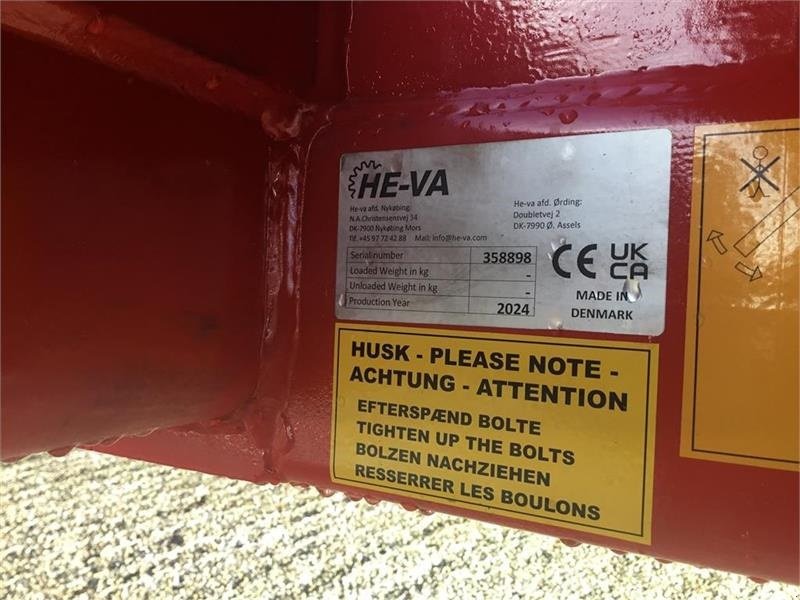 HE-VA
He-va afd. Nykøbing:
N.A.Christensensvej 34
DK-7900 Nykøbing Mors
Tlf.+45 97 72 42 88 Mail: info@he-va.com
He-va afd. Ørding:
Doubletvej 2
DK-7990 Ø. Assels
Serial number 358898
Loaded Weight in kg -
Unloaded Weight in kg -
Production Year 2024
CE UK
CA
MADE IN
DENMARK
HUSK - PLEASE NOTE -
ACHTUNG - ATTENTION
EFTERSPÆND BOLTE
TIGHTEN UP THE BOLTS
BOLZEN NACHZIEHEN
RESSERRER LES BOULONS